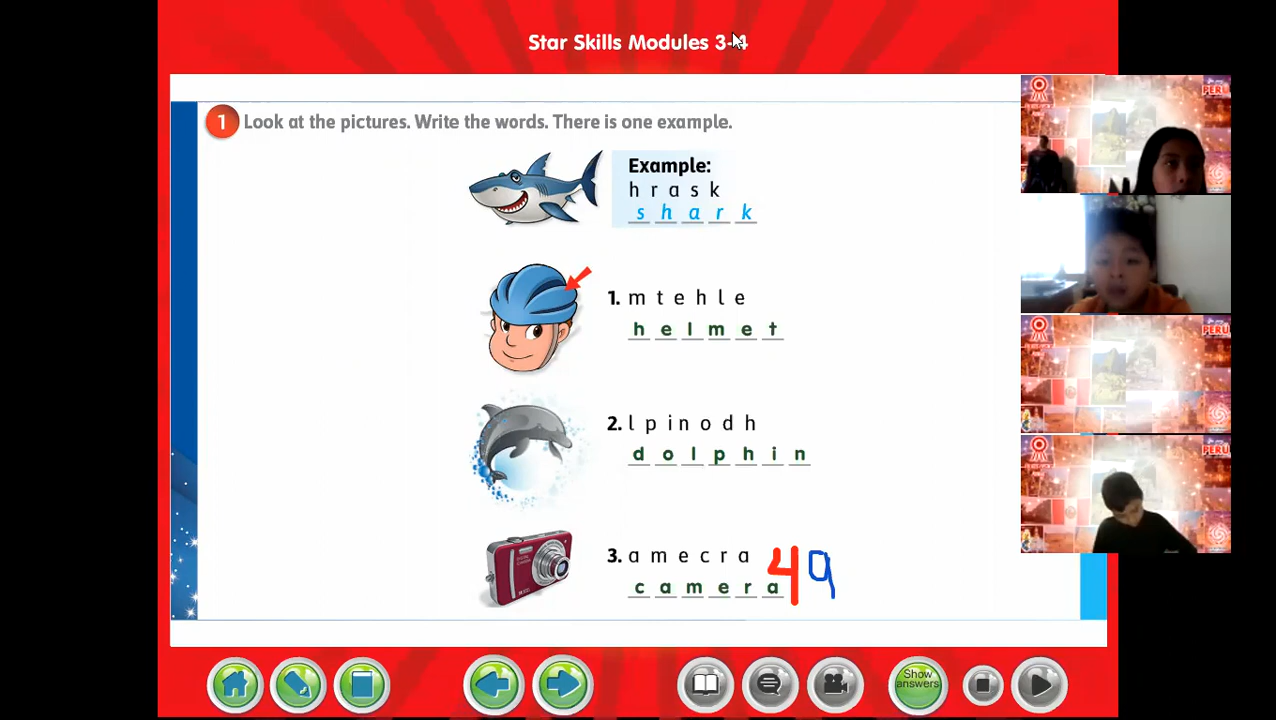 Star Skills Modules 3-4
1 Look at the pictures. Write the words. There is one example.
Example:
h r a s k
s h a r k
1. m t e h l e
h e l m e t
2. l p i n o d h
d o l p h i n
3. a m e c r a
c a m e r a
49
Show answers
PERU
PERU
PERU